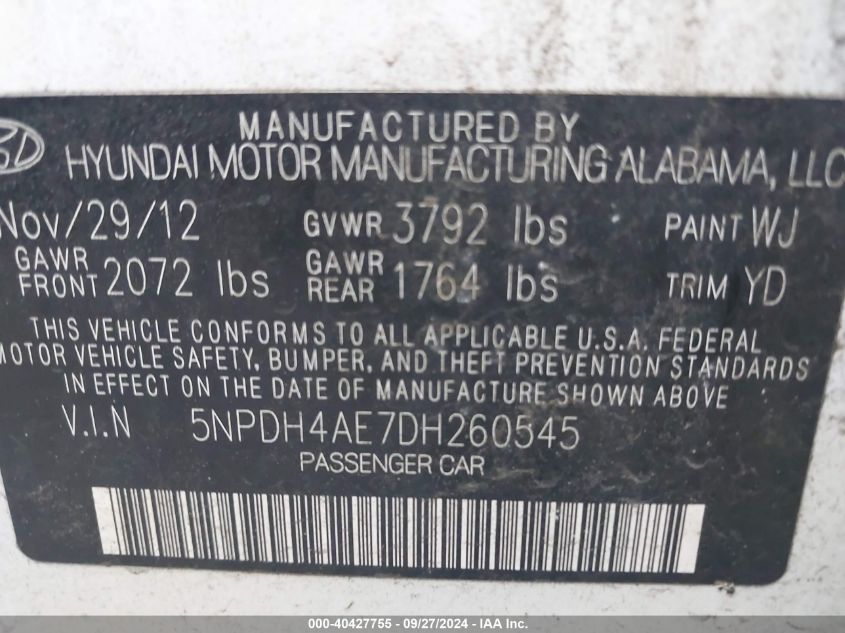 MANUFACTURED BY
HYUNDAI MOTOR MANUFACTURING ALABAMA, LLC
Nov/29/12 GVWR 3792 lbs PAINT WJ
GAWR FRONT 2072 lbs GAWR REAR 1764 lbs TRIM YD
THIS VEHICLE CONFORMS TO ALL APPLICABLE U.S.A. FEDERAL
MOTOR VEHICLE SAFETY, BUMPER, AND THEFT PREVENTION STANDARDS
IN EFFECT ON THE DATE OF MANUFACTURE SHOWN ABOVE
V.I.N 5NPDH4AE7DH260545
PASSENGER CAR
000-40427755 - 09/27/2024 - IAA Inc.